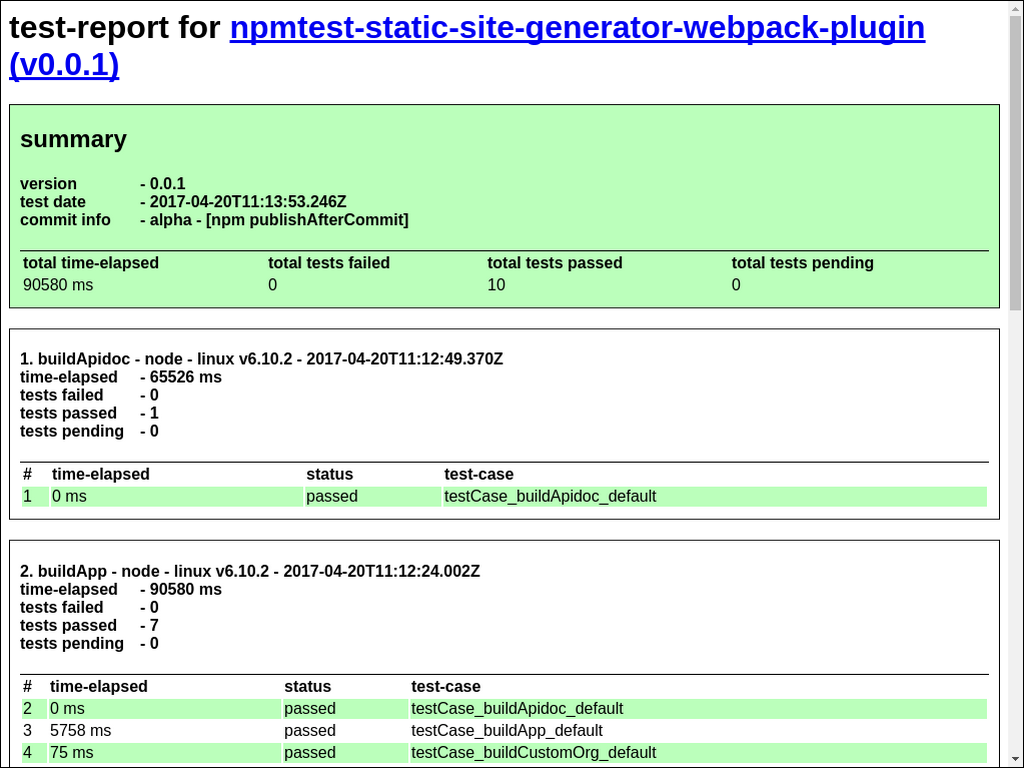 test-report for npmtest-static-site-generator-webpack-plugin
(v0.0.1)
summary
version - 0.0.1
test date - 2017-04-20T11:13:53.246Z
commit info - alpha - [npm publishAfterCommit]
total time-elapsed total tests failed total tests passed total tests pending
90580 ms 0 10 0
1. buildApidoc - node - linux v6.10.2 - 2017-04-20T11:12:49.370Z
time-elapsed - 65526 ms
tests failed - 0
tests passed - 1
tests pending - 0
# time-elapsed status test-case
1 0 ms passed testCase_buildApidoc_default
2. buildApp - node - linux v6.10.2 - 2017-04-20T11:12:24.002Z
time-elapsed - 90580 ms
tests failed - 0
tests passed - 7
tests pending - 0
# time-elapsed status test-case
2 0 ms passed testCase_buildApidoc_default
3 5758 ms passed testCase_buildApp_default
4 75 ms passed testCase_buildCustomOrg_default